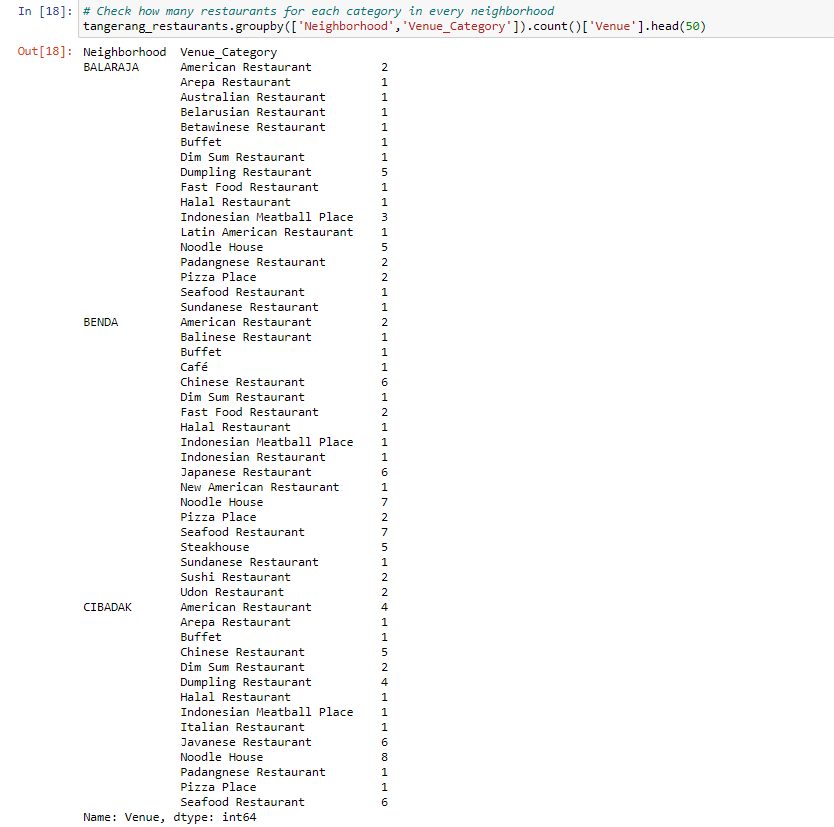 In [18]: # Check how many restaurants for each category in every neighborhood
tangerang_restaurants.groupby(['Neighborhood','Venue_Category']).count()['Venue'].head(50)
Out[18]: Neighborhood Venue_Category
BALARAJA American Restaurant 2
Arepa Restaurant 1
Australian Restaurant 1
Belarusian Restaurant 1
Betawinese Restaurant 1
Buffet 1
Dim Sum Restaurant 1
Dumpling Restaurant 5
Fast Food Restaurant 1
Halal Restaurant 1
Indonesian Meatball Place 3
Latin American Restaurant 1
Noodle House 5
Padangnese Restaurant 2
Pizza Place 2
Seafood Restaurant 1
Sundanese Restaurant 1
BENDA American Restaurant 2
Balinese Restaurant 1
Buffet 1
Café 1
Chinese Restaurant 6
Dim Sum Restaurant 1
Fast Food Restaurant 2
Halal Restaurant 1
Indonesian Meatball Place 1
Indonesian Restaurant 1
Japanese Restaurant 6
New American Restaurant 1
Noodle House 7
Pizza Place 2
Seafood Restaurant 7
Steakhouse 5
Sundanese Restaurant 1
Sushi Restaurant 2
Udon Restaurant 2
CIBADAK American Restaurant 4
Arepa Restaurant 1
Buffet 1
Chinese Restaurant 5
Dim Sum Restaurant 2
Dumpling Restaurant 4
Halal Restaurant 1
Indonesian Meatball Place 1
Italian Restaurant 1
Javanese Restaurant 6
Noodle House 8
Padangnese Restaurant 1
Pizza Place 1
Seafood Restaurant 6
Name: Venue, dtype: int64